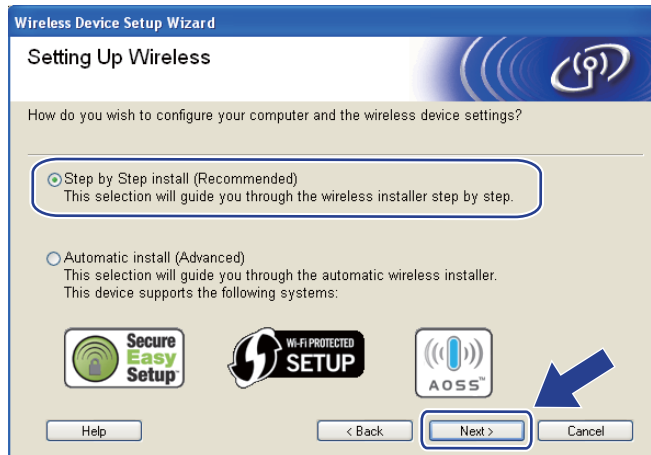 Wireless Device Setup Wizard
Setting Up Wireless
How do you wish to configure your computer and the wireless device settings?
Step by Step install (Recommended)
This selection will guide you through the wireless installer step by step.
Automatic install (Advanced)
This selection will guide you through the automatic wireless installer.
This device supports the following systems:
Secure
Easy
Setup™
Wi-Fi PROTECTED
SETUP
AOSS™
Help
< Back
Next >
Cancel